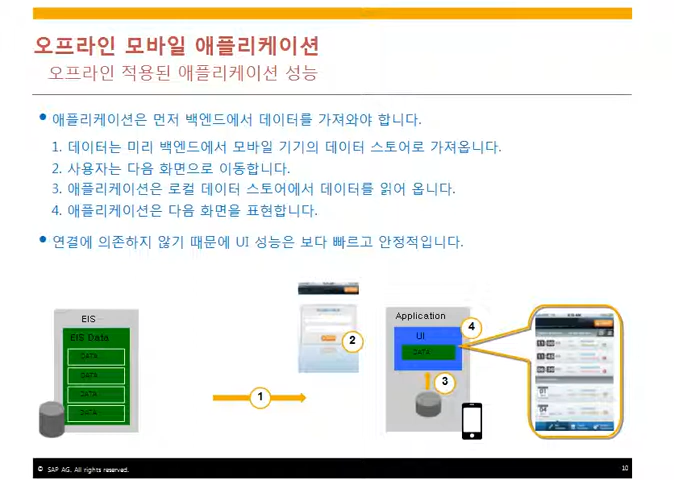 오프라인 모바일 애플리케이션
오프라인 적용된 애플리케이션 성능
● 애플리케이션은 먼저 백엔드에서 데이터를 가져와야 합니다.
1. 데이터는 미리 백엔드에서 모바일 기기의 데이터 스토어로 가져옵니다.
2. 사용자는 다음 화면으로 이동합니다.
3. 애플리케이션은 로컬 데이터 스토어에서 데이터를 읽어 옵니다.
4. 애플리케이션은 다음 화면을 표현합니다.
● 연결에 의존하지 않기 때문에 UI 성능은 보다 빠르고 안정적입니다.
EIS
EIS Data
DATA
DATA
DATA
DATA
1
2
Application
UI
DATA
3
4
© SAP AG. All rights reserved.
10